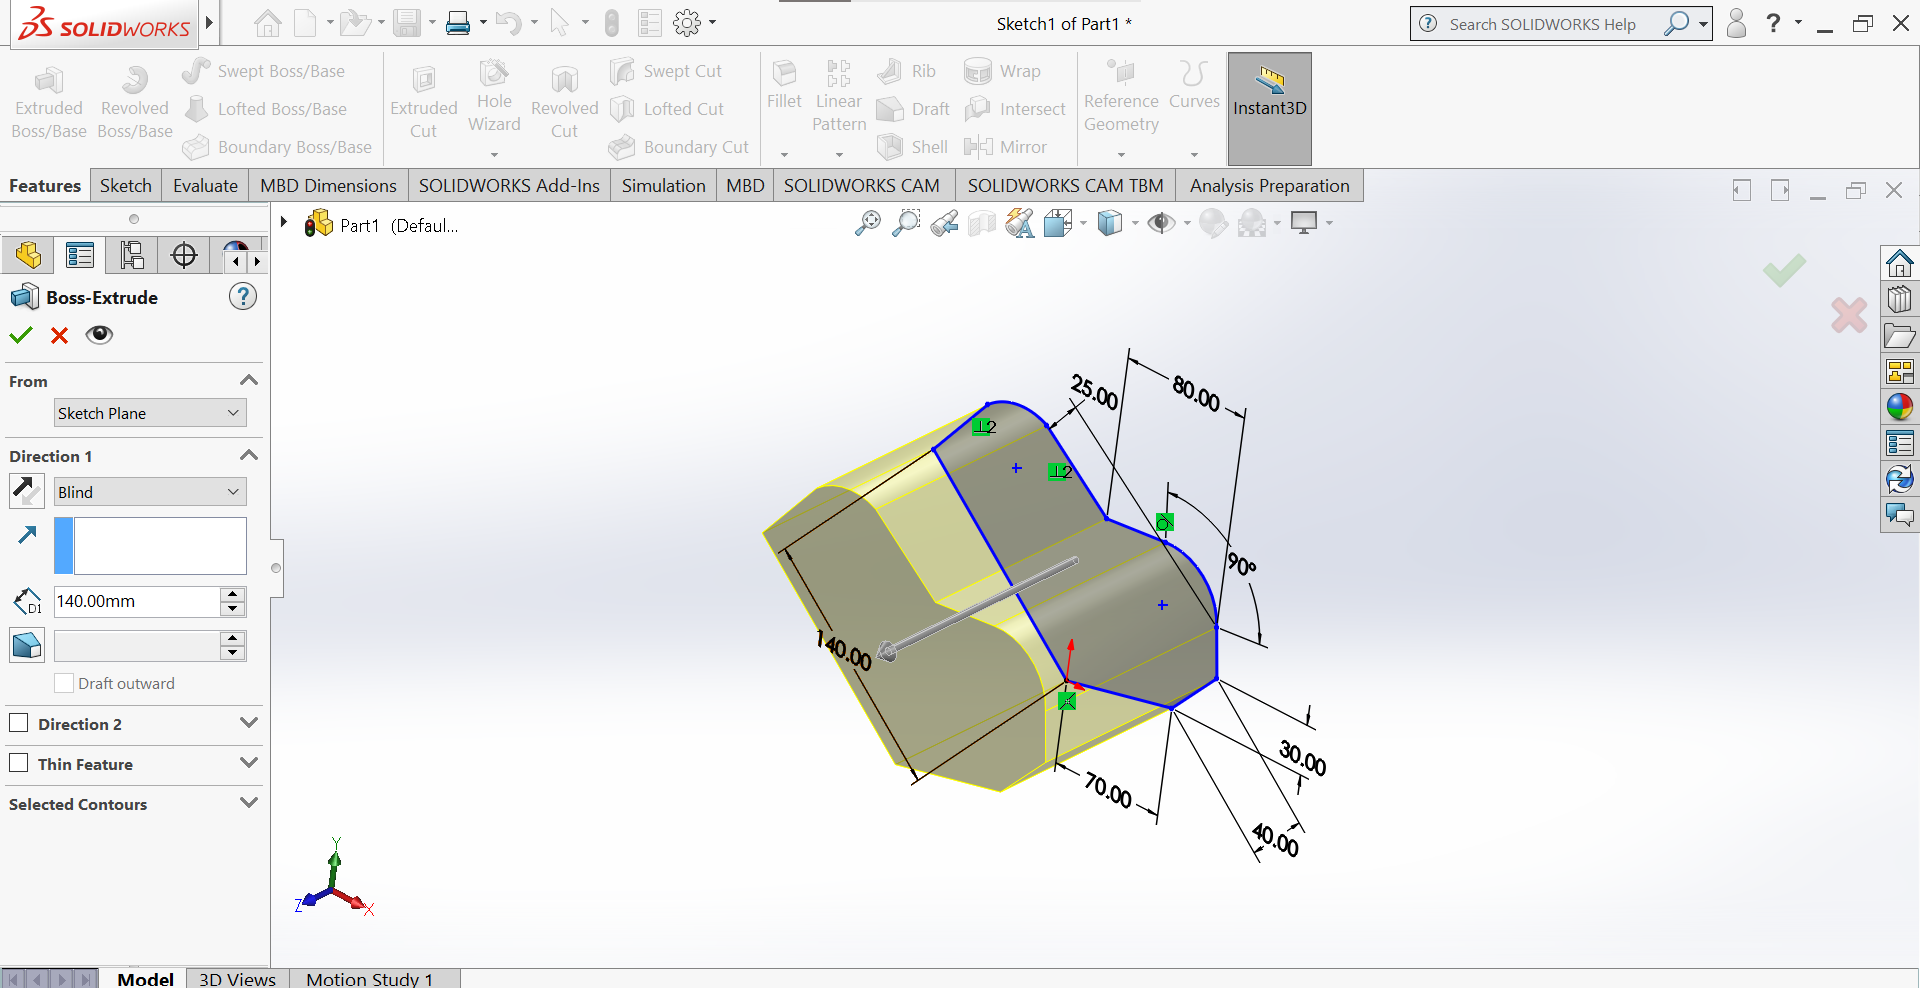 SOLIDWORKS
Sketch1 of Part1 *
Search SOLIDWORKS Help
?
Extruded Boss/Base
Revolved Boss/Base
Swept Boss/Base
Lofted Boss/Base
Boundary Boss/Base
Extruded Cut
Hole Wizard
Revolved Cut
Swept Cut
Lofted Cut
Boundary Cut
Fillet
Linear Pattern
Rib
Draft
Shell
Wrap
Intersect
Mirror
Reference Geometry
Curves
Instant3D
Features
Sketch
Evaluate
MBD Dimensions
SOLIDWORKS Add-Ins
Simulation
MBD
SOLIDWORKS CAM
SOLIDWORKS CAM TBM
Analysis Preparation
Part1 (Defaul...
Boss-Extrude
?
From
Sketch Plane
Direction 1
Blind
D1
140.00mm
Draft outward
Direction 2
Thin Feature
Selected Contours
25.00
80.00
2
2
90°
140.00
70.00
30.00
40.00
Y
Z
X
Model
3D Views
Motion Study 1